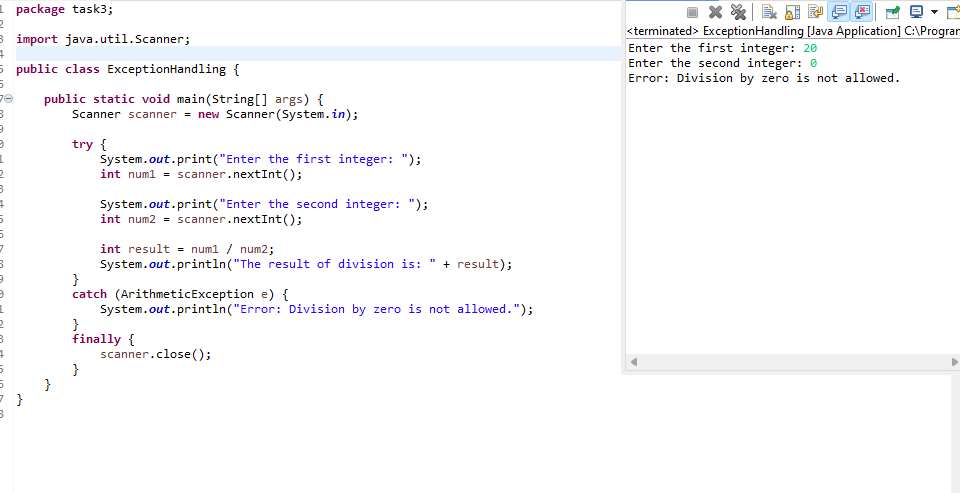 package task3;
import java.util.Scanner;
public class ExceptionHandling {
public static void main(String[] args) {
Scanner scanner = new Scanner(System.in);
try {
System.out.print("Enter the first integer: ");
int num1 = scanner.nextInt();
System.out.print("Enter the second integer: ");
int num2 = scanner.nextInt();
int result = num1 / num2;
System.out.println("The result of division is: " + result);
}
catch (ArithmeticException e) {
System.out.println("Error: Division by zero is not allowed.");
}
finally {
scanner.close();
}
}
}
<terminated> ExceptionHandling [Java Application] C:\Program
Enter the first integer: 20
Enter the second integer: 0
Error: Division by zero is not allowed.